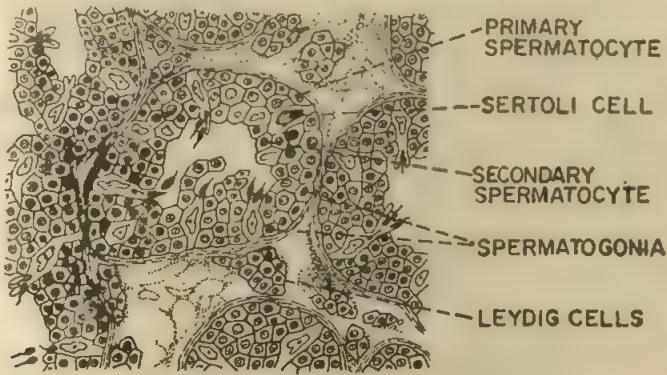 PRIMARY
SPERMATOCYTE
SERTOLI CELL
SECONDARY
SPERMATOCYTE
SPERMATOGONIA
LEYDIG CELLS